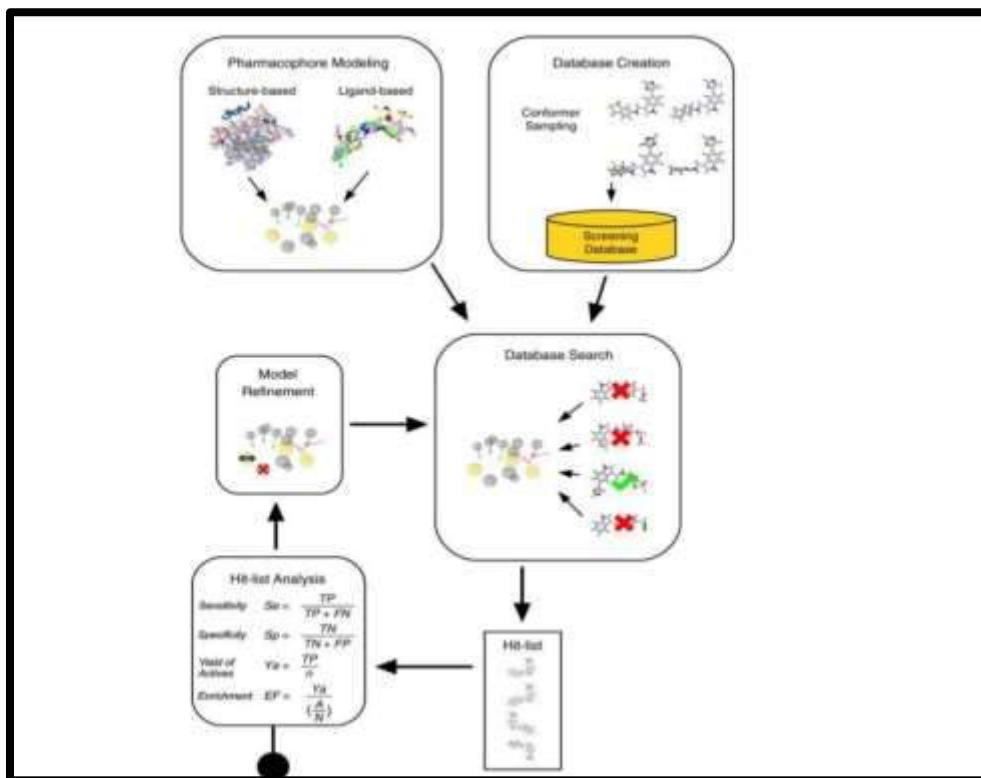 Pharmacophore Modeling
Structure-based Ligand-based
Database Creation
Conformer
Sampling
Screening
Database
Database Search
Model
Refinement
Hit-list Analysis
Sensitivity Se = TP / TP + FN
Specificity Sp = TN / TN + FP
Yield of
Actives Ya = TP / n
Enrichment EF = Ya / (A / N)
Hit-list